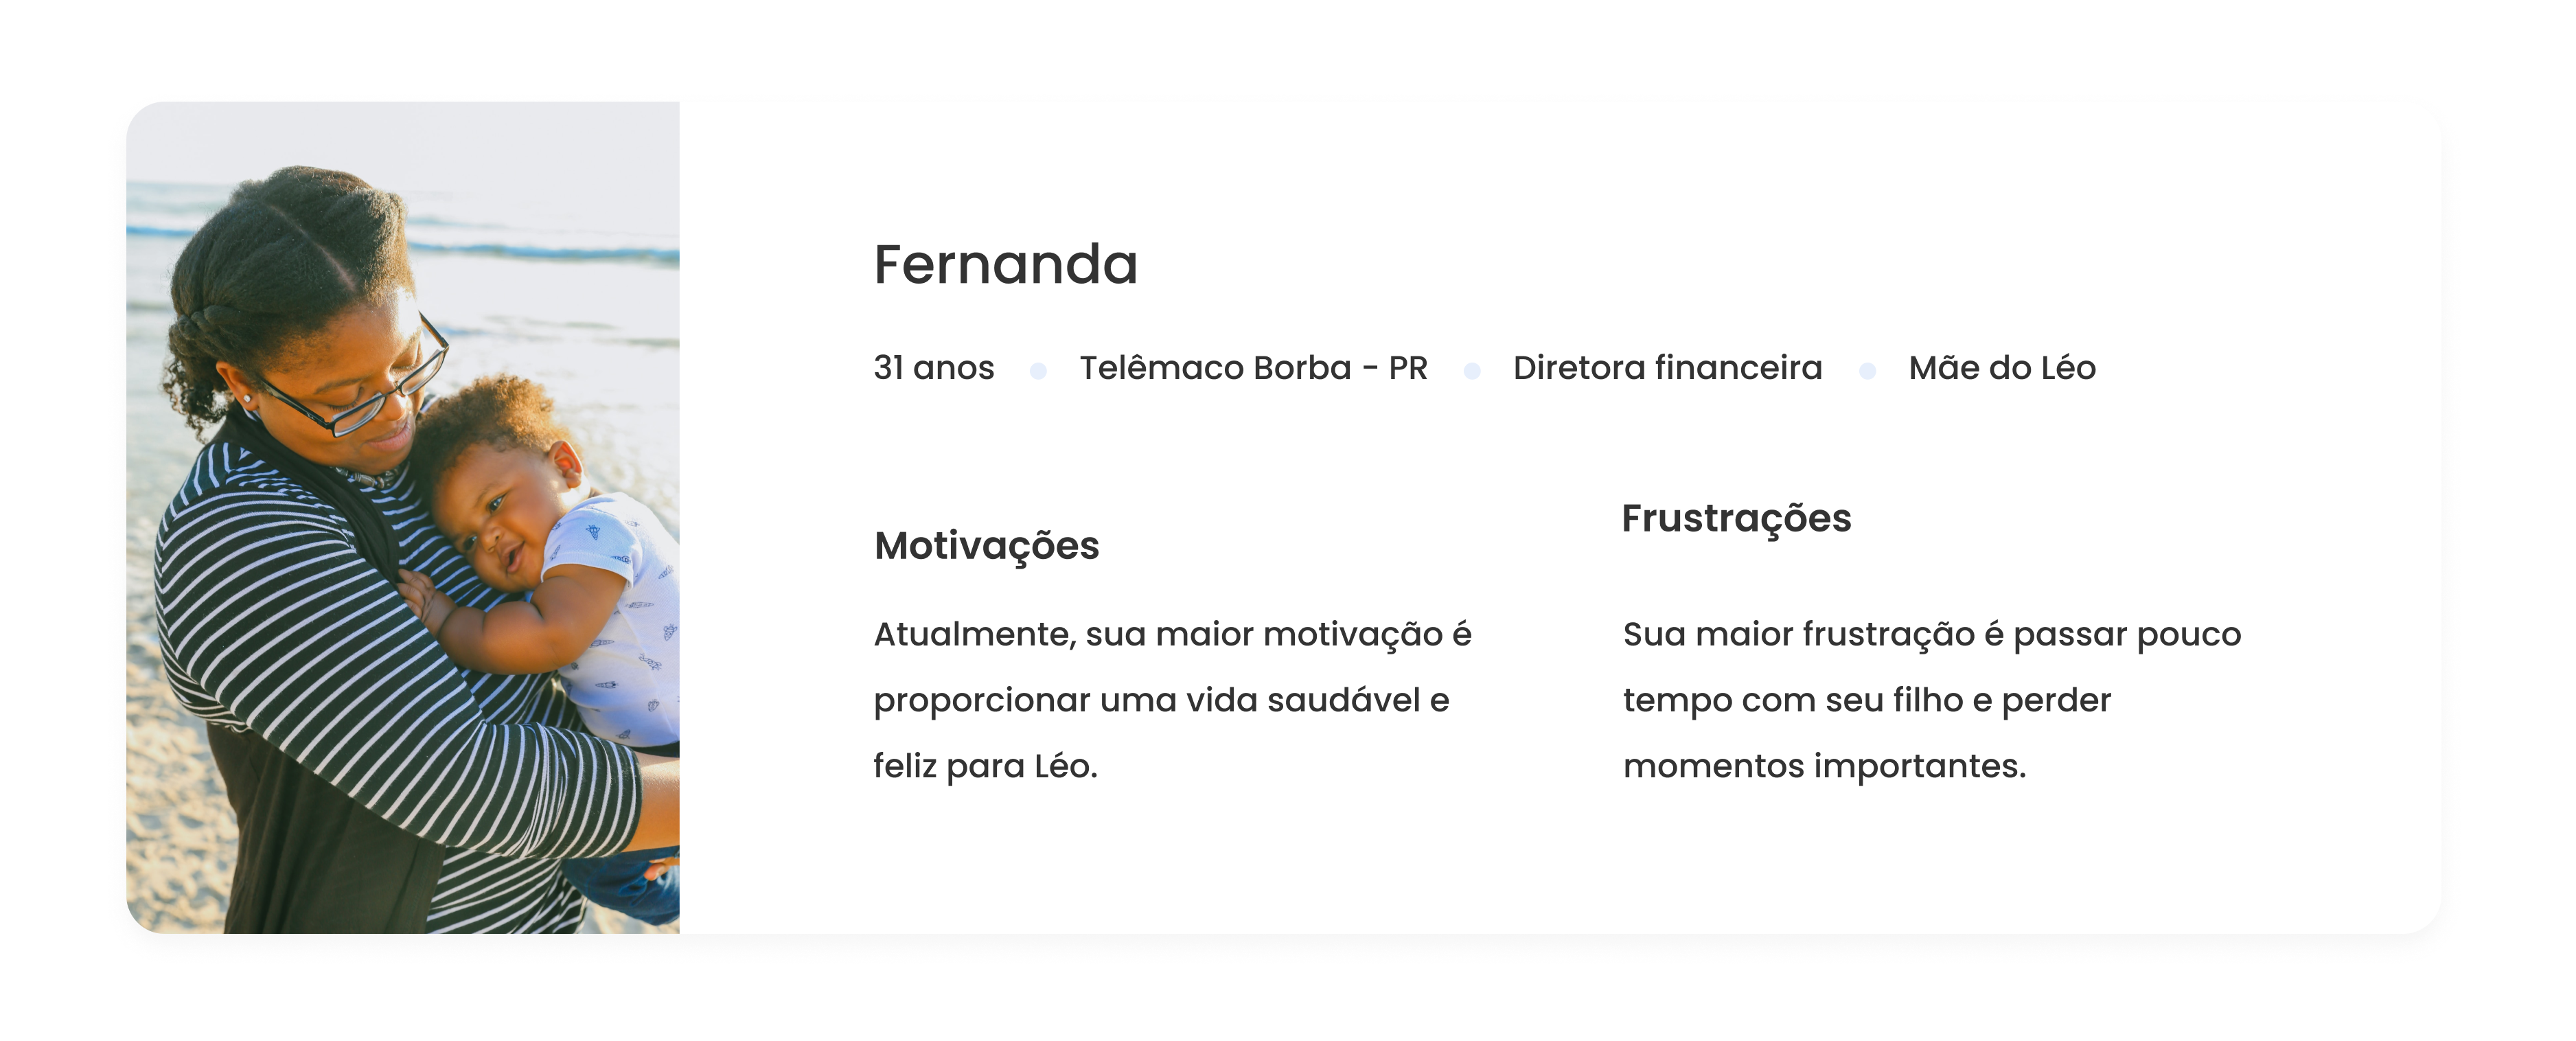 Fernanda
31 anos
Telêmaco Borba - PR
Diretora financeira
Mãe do Léo
Motivações
Atualmente, sua maior motivação é
proporcionar uma vida saudável e
feliz para Léo.
Frustrações
Sua maior frustração é passar pouco
tempo com seu filho e perder
momentos importantes.